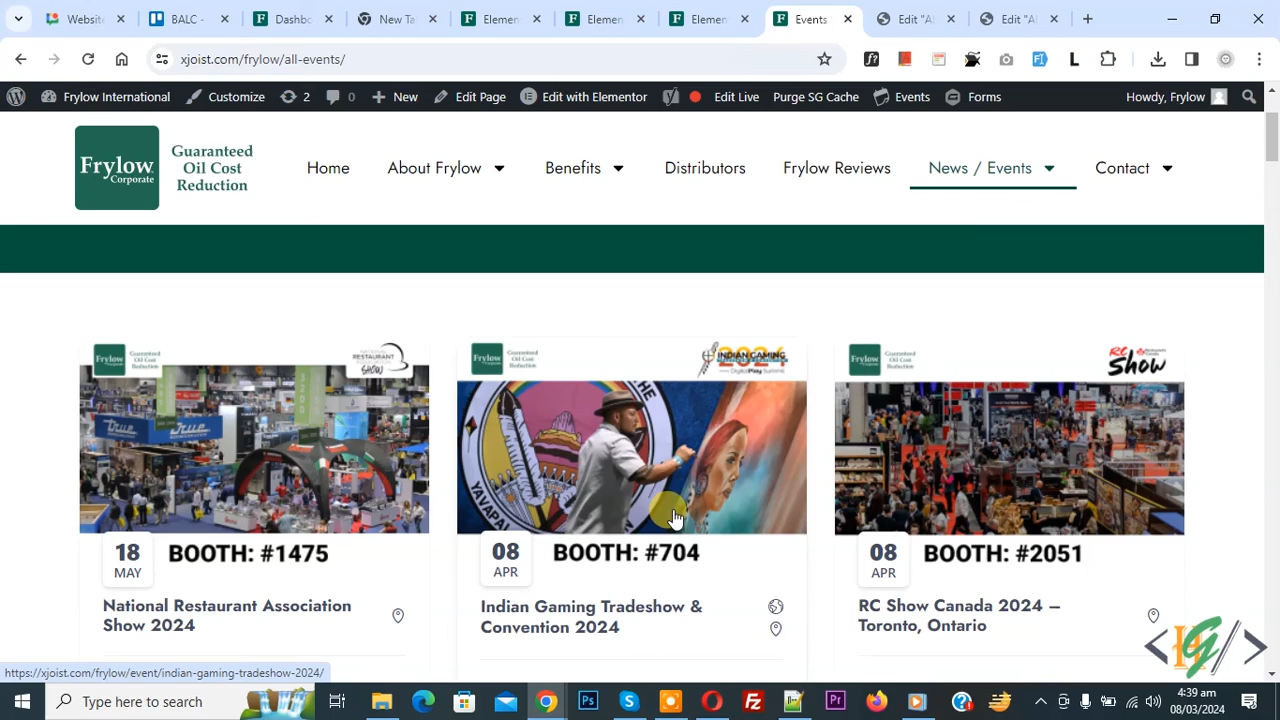 Website
BALC -
Dashbo
New Ta
Elemen
Elemen
Elemen
Events
Edit "A
Edit "A
xjoist.com/frylow/all-events/
Frylow International
Customize
2
0
New
Edit Page
Edit with Elementor
Edit Live
Purge SG Cache
Events
Forms
Howdy, Frylow
Frylow
Corporate
Guaranteed
Oil Cost
Reduction
Home
About Frylow
Benefits
Distributors
Frylow Reviews
News / Events
Contact
Frylow
Guaranteed
Oil Cost
Reduction
NATIONAL
RESTAURANT
SHOW
true
BOOTH: #1475
18
MAY
National Restaurant Association
Show 2024
Frylow
Guaranteed
Oil Cost
Reduction
2024
INDIAN GAMING
THE
YAVAPAI
BOOTH: #704
08
APR
Indian Gaming Tradeshow &
Convention 2024
Frylow
Guaranteed
Oil Cost
Reduction
RC
Show
BOOTH: #2051
08
APR
RC Show Canada 2024 –
Toronto, Ontario
https://xjoist.com/frylow/event/indian-gaming-tradeshow-2024/
Type here to search
4:39 am
08/03/2024